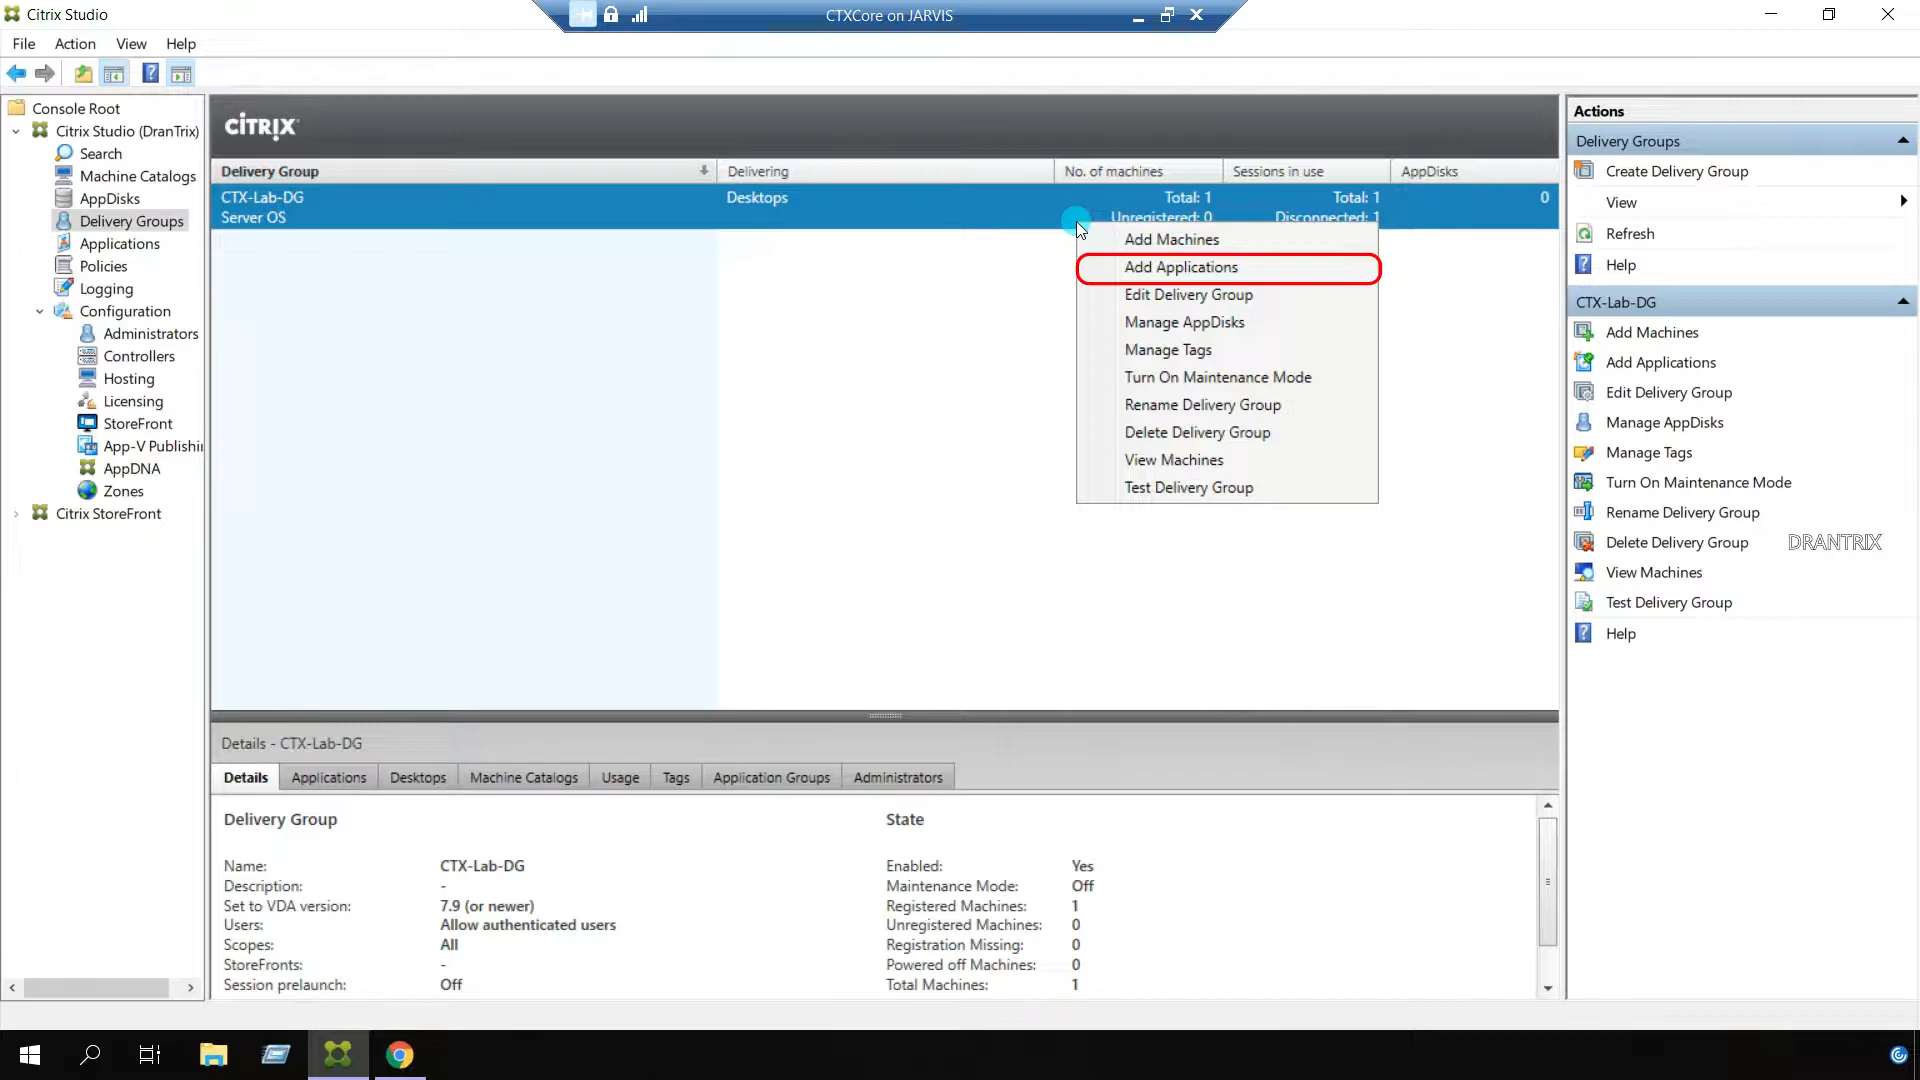 Citrix Studio
CTXCore on JARVIS
File Action View Help
Console Root
Citrix Studio (DranTrix)
Search
Machine Catalogs
AppDisks
Delivery Groups
Applications
Policies
Logging
Configuration
Administrators
Controllers
Hosting
Licensing
StoreFront
App-V Publishi
AppDNA
Zones
Citrix StoreFront
CITRIX
Delivery Group Delivering No. of machines Sessions in use AppDisks
CTX-Lab-DG Desktops Total: 1 Total: 1 0
Server OS Unregistered: 0 Disconnected: 1
Add Machines
Add Applications
Edit Delivery Group
Manage AppDisks
Manage Tags
Turn On Maintenance Mode
Rename Delivery Group
Delete Delivery Group
View Machines
Test Delivery Group
Details - CTX-Lab-DG
Details Applications Desktops Machine Catalogs Usage Tags Application Groups Administrators
Delivery Group
Name: CTX-Lab-DG
Description: -
Set to VDA version: 7.9 (or newer)
Users: Allow authenticated users
Scopes: All
StoreFronts: -
Session prelaunch: Off
State
Enabled: Yes
Maintenance Mode: Off
Registered Machines: 1
Unregistered Machines: 0
Registration Missing: 0
Powered off Machines: 0
Total Machines: 1
Actions
Delivery Groups
Create Delivery Group
View
Refresh
Help
CTX-Lab-DG
Add Machines
Add Applications
Edit Delivery Group
Manage AppDisks
Manage Tags
Turn On Maintenance Mode
Rename Delivery Group
Delete Delivery Group
DRANTRIX
View Machines
Test Delivery Group
Help